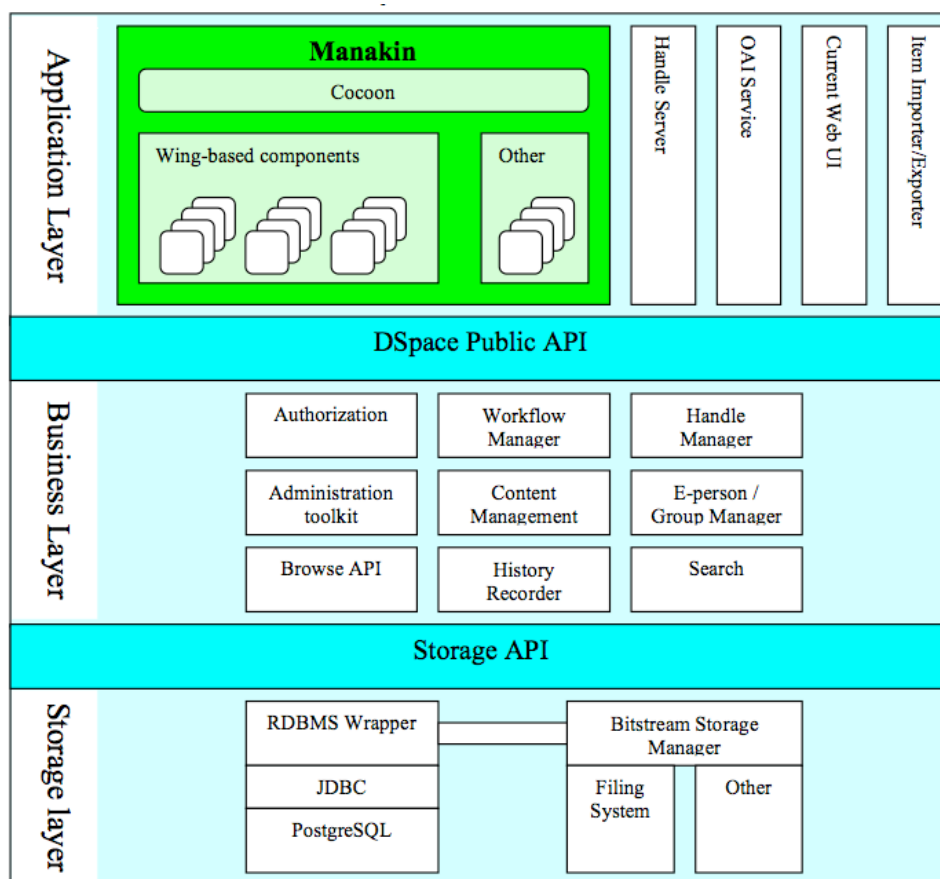 Application Layer
Manakin
Cocoon
Wing-based components
Other
Handle Server
OAI Service
Current Web UI
Item Importer/Exporter
DSpace Public API
Business Layer
Authorization
Workflow
Manager
Handle
Manager
Administration
toolkit
Content
Management
E-person /
Group Manager
Browse API
History
Recorder
Search
Storage API
Storage layer
RDBMS Wrapper
JDBC
PostgreSQL
Bitstream Storage
Manager
Filing
System
Other